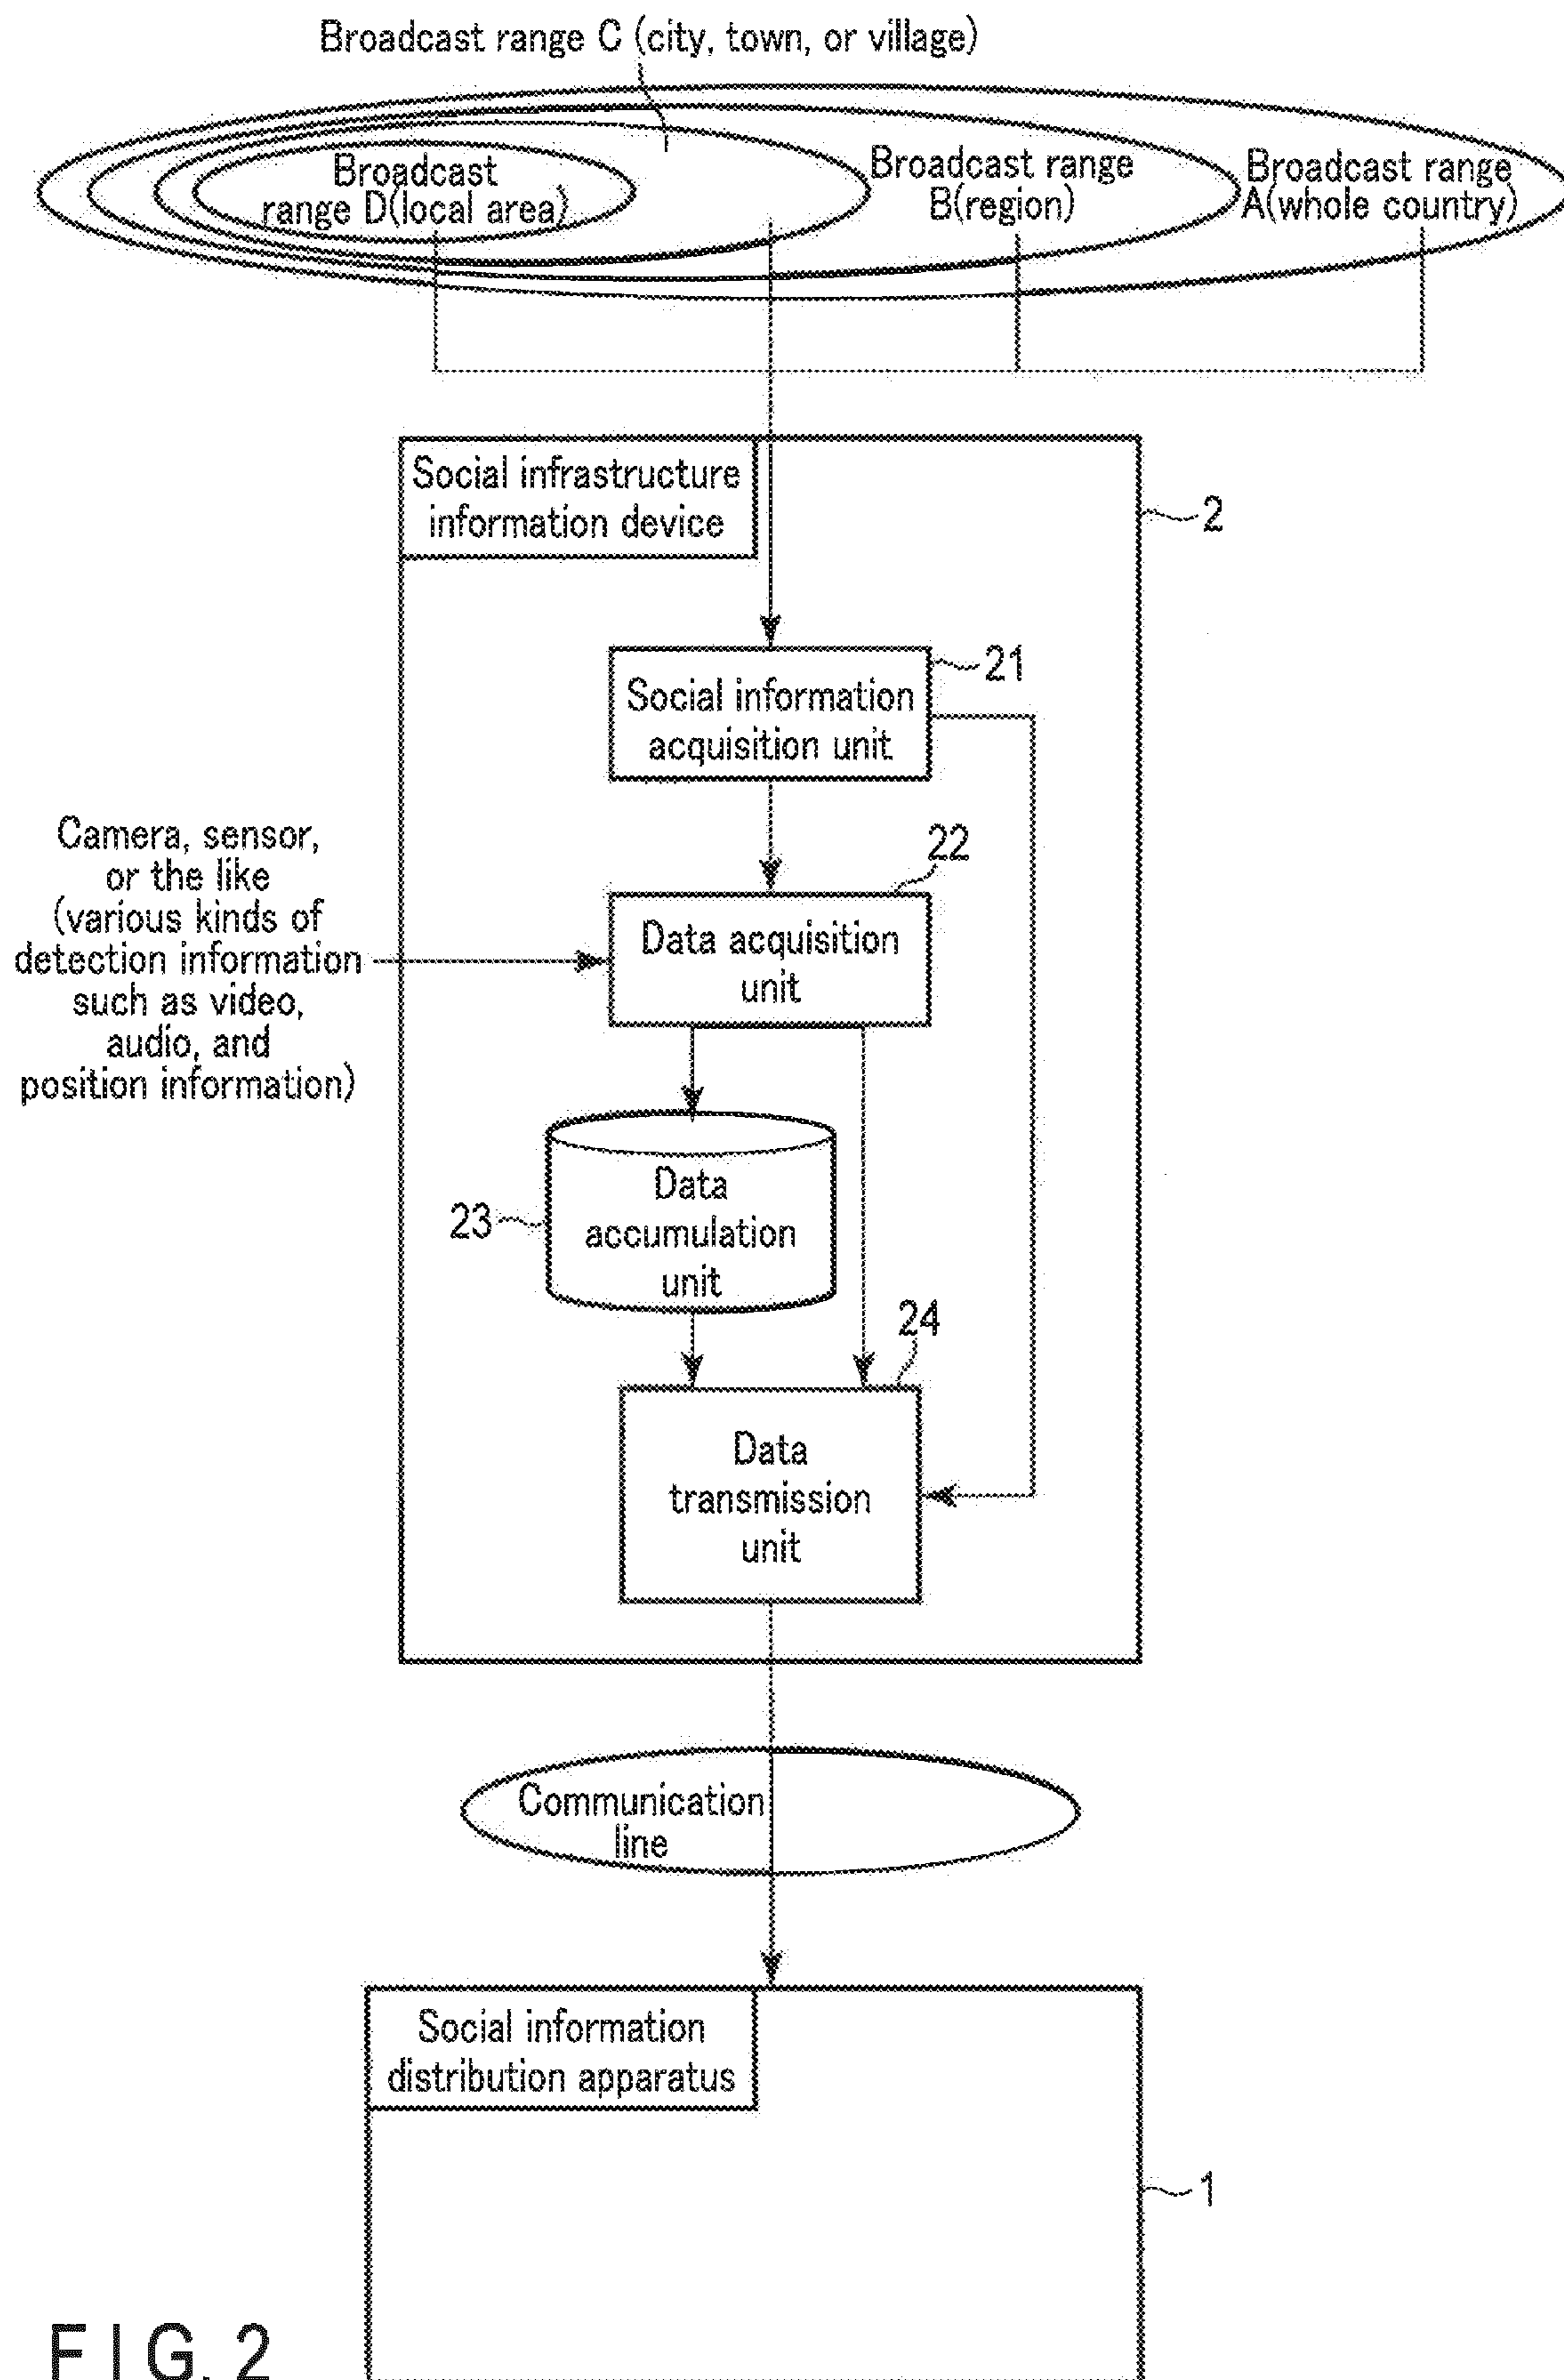 Broadcast range C (city, town, or village)
Broadcast
range D(local area)
Broadcast range
B(region)
Broadcast range
A(whole country)
Social infrastructure
information device
2
21
Social information
acquisition unit
Camera, sensor,
or the like
(various kinds of
detection information
such as video,
audio, and
position information)
22
Data acquisition
unit
23
Data
accumulation
unit
24
Data
transmission
unit
Communication
line
Social information
distribution apparatus
1
FIG. 2